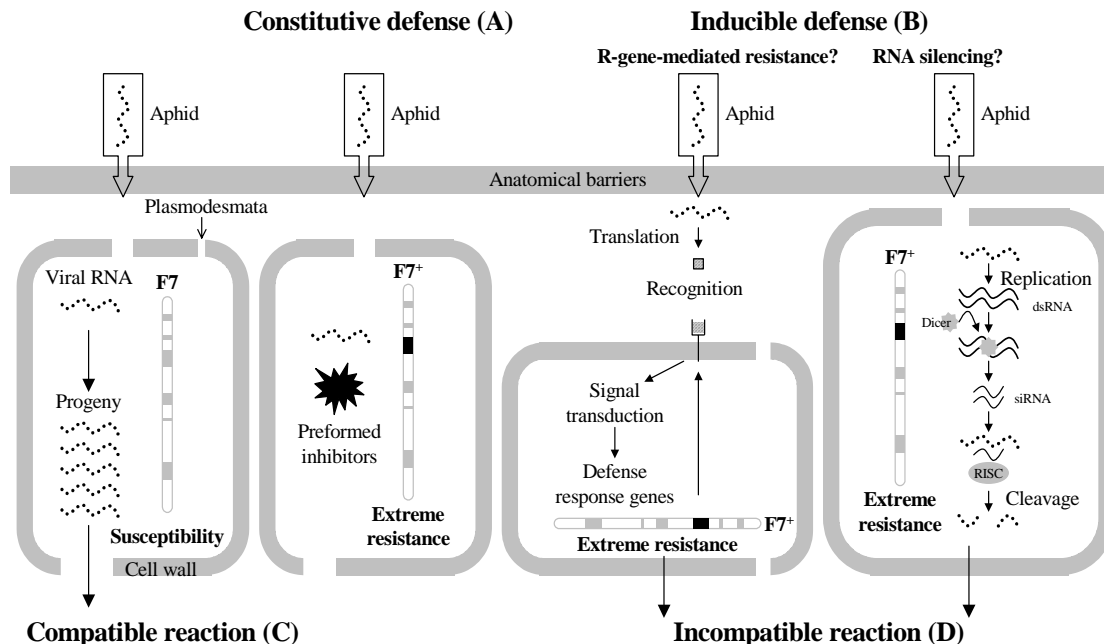 Constitutive defense (A)
Inducible defense (B)
R-gene-mediated resistance?
RNA silencing?
Aphid
Aphid
Aphid
Aphid
Anatomical barriers
Plasmodesmata
Viral RNA
F7
Progeny
Susceptibility
Cell wall
F7⁺
Preformed
inhibitors
Extreme
resistance
Translation
Recognition
Signal
transduction
Defense
response genes
F7⁺
Extreme resistance
F7⁺
Replication
dsRNA
Dicer
siRNA
RISC
Cleavage
Extreme
resistance
Compatible reaction (C)
Incompatible reaction (D)